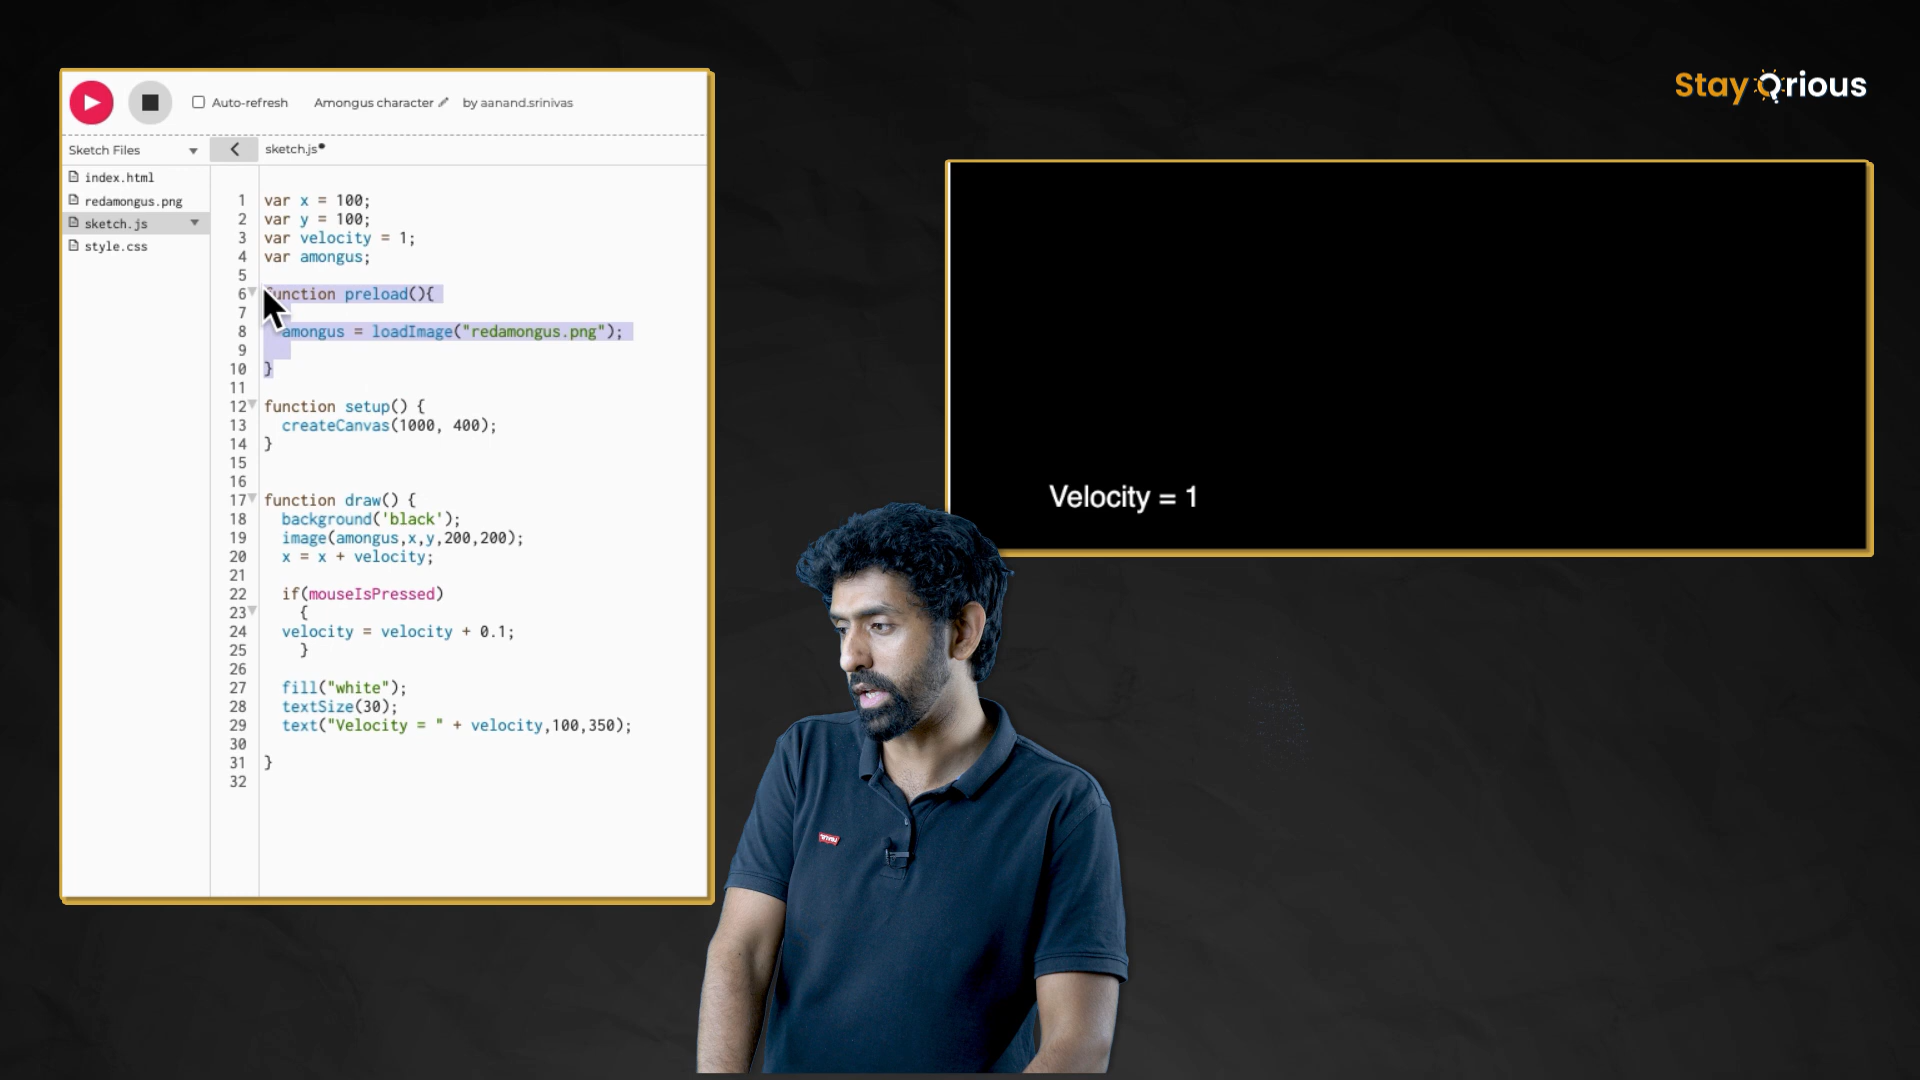 Stay Qrious
Auto-refresh Amongus character by aanand.srinivas
Sketch Files sketch.js
index.html
redamongus.png
sketch.js
style.css
1 var x = 100;
2 var y = 100;
3 var velocity = 1;
4 var amongus;
5
6 function preload(){
7
8 amongus = loadImage("redamongus.png");
9
10 }
11
12 function setup() {
13 createCanvas(1000, 400);
14 }
15
16
17 function draw() {
18 background('black');
19 image(amongus,x,y,200,200);
20 x = x + velocity;
21
22 if(mouseIsPressed)
23 {
24 velocity = velocity + 0.1;
25 }
26
27 fill("white");
28 textSize(30);
29 text("Velocity = " + velocity,100,350);
30
31 }
32
Velocity = 1